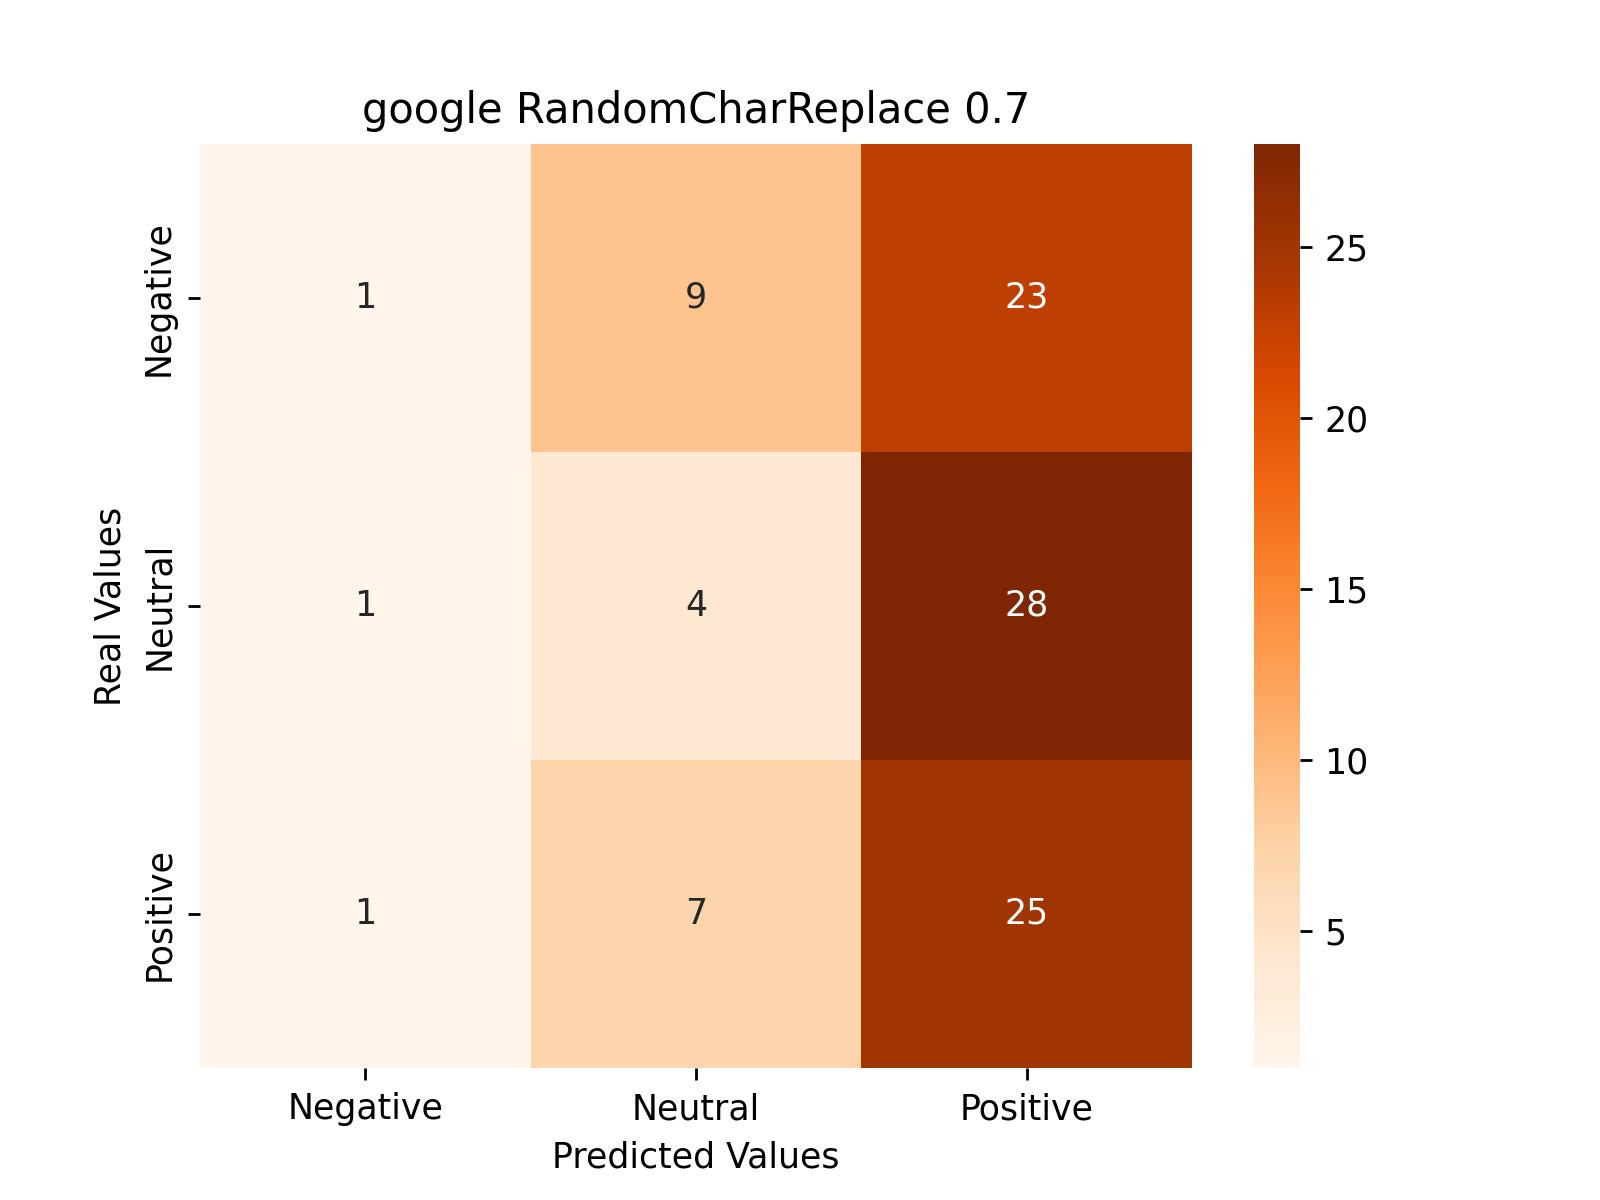 google RandomCharReplace 0.7
Real Values
Negative
1 9 23
Neutral
1 4 28
Positive
1 7 25
Negative Neutral Positive
Predicted Values
25
20
15
10
5